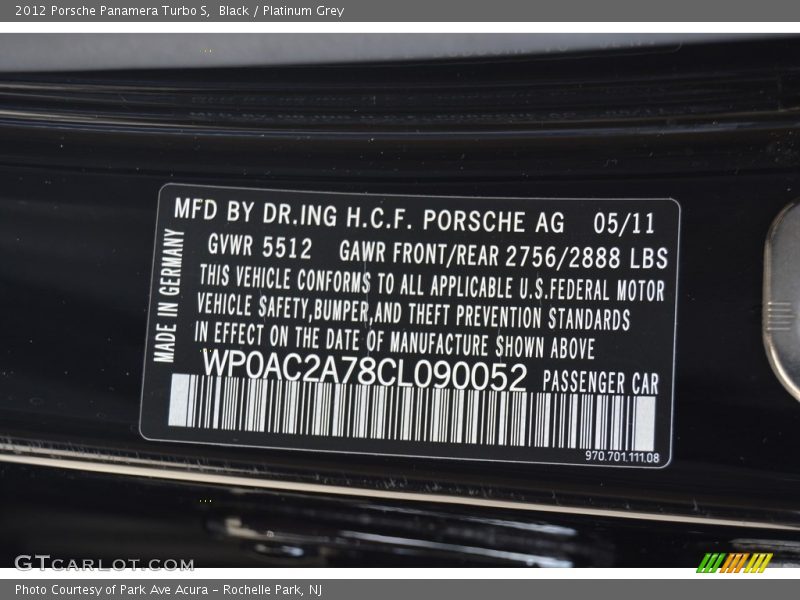 2012 Porsche Panamera Turbo S,  Black / Platinum Grey
MFD BY DR.ING H.C.F. PORSCHE AG 05/11
GVWR 5512 GAWR FRONT/REAR 2756/2888 LBS
THIS VEHICLE CONFORMS TO ALL APPLICABLE U.S.FEDERAL MOTOR
VEHICLE SAFETY,BUMPER,AND THEFT PREVENTION STANDARDS
IN EFFECT ON THE DATE OF MANUFACTURE SHOWN ABOVE
MADE IN GERMANY
WP0AC2A78CL090052 PASSENGER CAR
970.701.111.08
GTCARLOT.COM
Photo Courtesy of Park Ave Acura - Rochelle Park, NJ